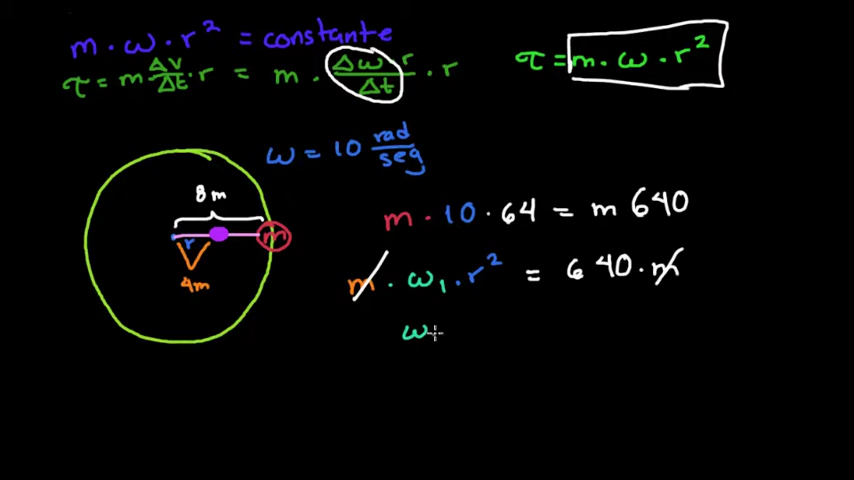 m · ω · r² = constante
τ = m · Δv/Δt · r = m · Δω r/Δt · r
τ = m · ω · r²
ω = 10 rad/seg
8 m
r
m
4m
m · 10 · 64 = m 640
m · ω₁ · r² = 640 · m
ω